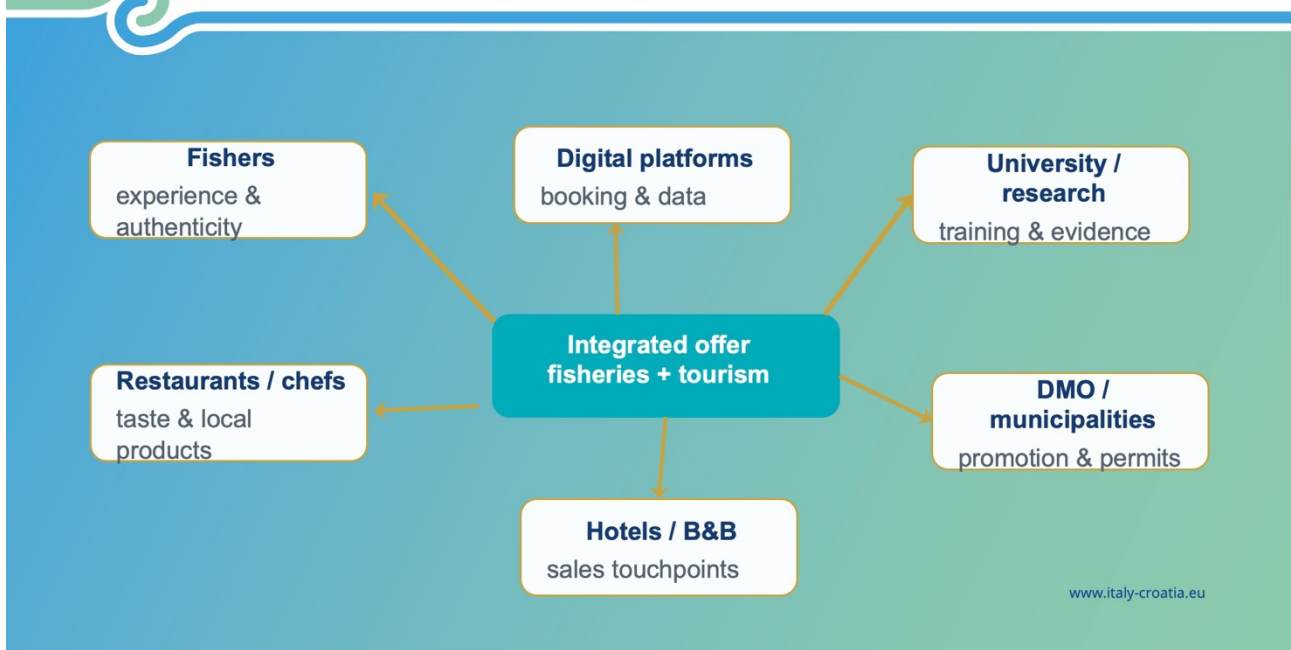 Fishers
experience &
authenticity
Digital platforms
booking & data
University /
research
training & evidence
Integrated offer
fisheries + tourism
Restaurants / chefs
taste & local
products
DMO /
municipalities
promotion & permits
Hotels / B&B
sales touchpoints
www.italy-croatia.eu